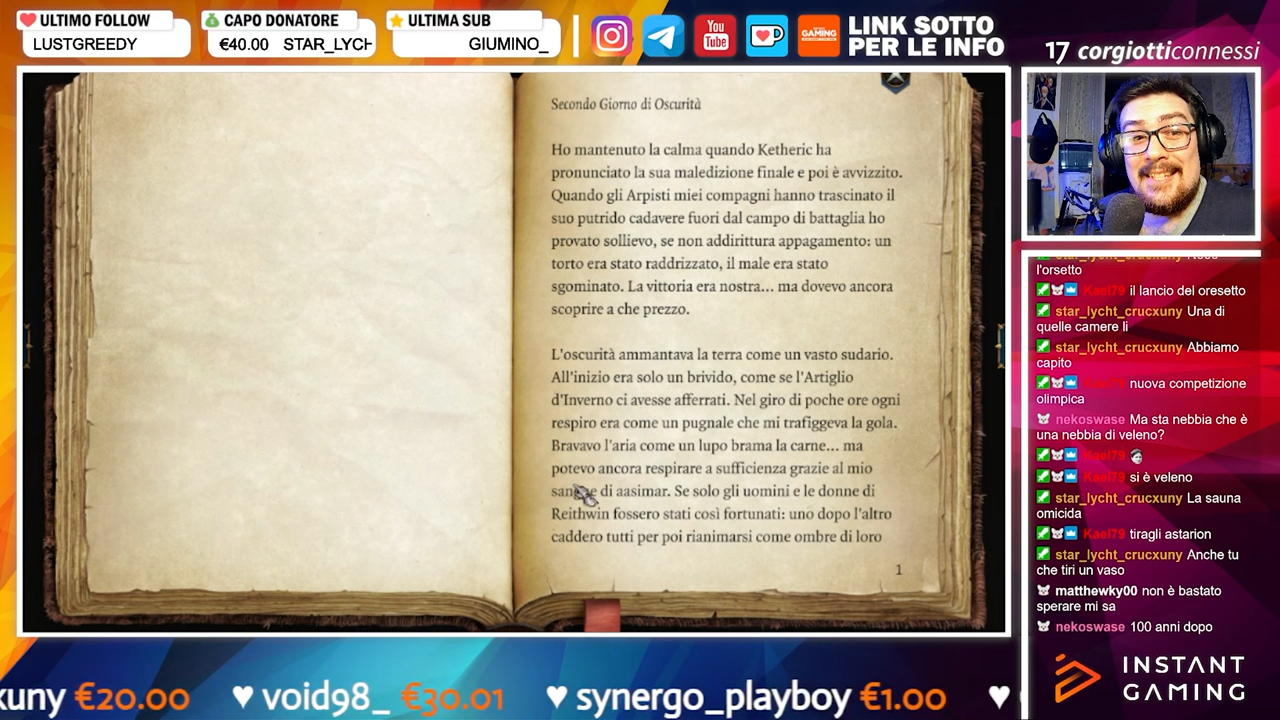 ULTIMO FOLLOW
LUSTGREEDY
CAPO DONATORE
€40.00 STAR_LYCH
ULTIMA SUB
GIUMINO_
You
Tube
GAMING
LINK SOTTO
PER LE INFO
17 corgiotticonnessi
Secondo Giorno di Oscurità
Ho mantenuto la calma quando Ketheric ha
pronunciato la sua maledizione finale e poi è avvizzito.
Quando gli Arpisti miei compagni hanno trascinato il
suo putrido cadavere fuori dal campo di battaglia ho
provato sollievo, se non addirittura appagamento: un
torto era stato raddrizzato, il male era stato
sgominato. La vittoria era nostra... ma dovevo ancora
scoprire a che prezzo.
L'oscurità ammantava la terra come un vasto sudario.
All'inizio era solo un brivido, come se l'Artiglio
d'Inverno ci avesse afferrati. Nel giro di poche ore ogni
respiro era come un pugnale che mi trafiggeva la gola.
Bravavo l'aria come un lupo brama la carne... ma
potevo ancora respirare a sufficienza grazie al mio
sangue di aasimar. Se solo gli uomini e le donne di
Reithwin fossero stati così fortunati: uno dopo l'altro
caddero tutti per poi rianimarsi come ombre di loro
1
star_lycht_crucxuny
l'orsetto
Kael79 il lancio del oresetto
star_lycht_crucxuny Una di
quelle camere li
star_lycht_crucxuny Abbiamo
capito
Kael79 nuova competizione
olimpica
nekoswase Ma sta nebbia che è
una nebbia di veleno?
Kael79
Kael79 si è veleno
star_lycht_crucxuny La sauna
omicida
Kael79 tiragli astarion
star_lycht_crucxuny Anche tu
che tiri un vaso
matthewky00 non è bastato
sperare mi sa
nekoswase 100 anni dopo
INSTANT
GAMING
xuny €20.00 ♥ void98_ €30.01 ♥ synergo_playboy €1.00 ♥